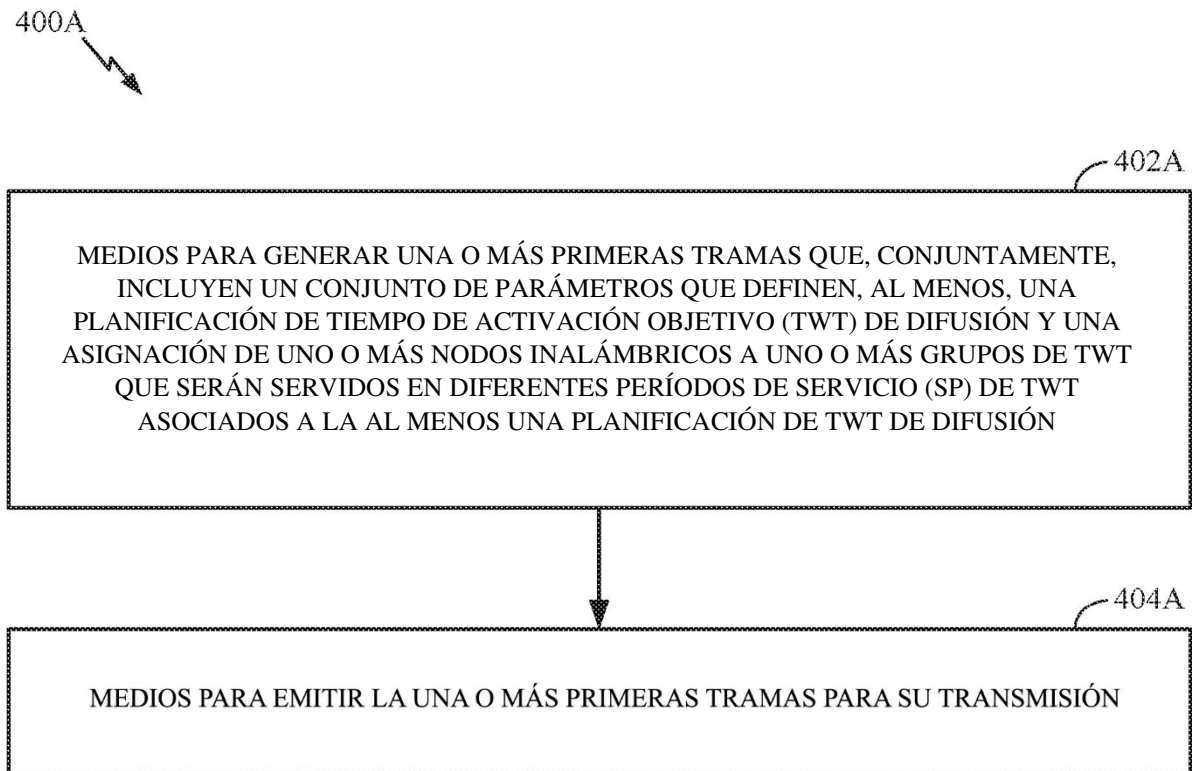 400A
402A
MEDIOS PARA GENERAR UNA O MÁS PRIMERAS TRAMAS QUE, CONJUNTAMENTE,
INCLUYEN UN CONJUNTO DE PARÁMETROS QUE DEFINEN, AL MENOS, UNA
PLANIFICACIÓN DE TIEMPO DE ACTIVACIÓN OBJETIVO (TWT) DE DIFUSIÓN Y UNA
ASIGNACIÓN DE UNO O MÁS NODOS INALÁMBRICOS A UNO O MÁS GRUPOS DE TWT
QUE SERÁN SERVIDOS EN DIFERENTES PERÍODOS DE SERVICIO (SP) DE TWT
ASOCIADOS A LA AL MENOS UNA PLANIFICACIÓN DE TWT DE DIFUSIÓN
404A
MEDIOS PARA EMITIR LA UNA O MÁS PRIMERAS TRAMAS PARA SU TRANSMISIÓN